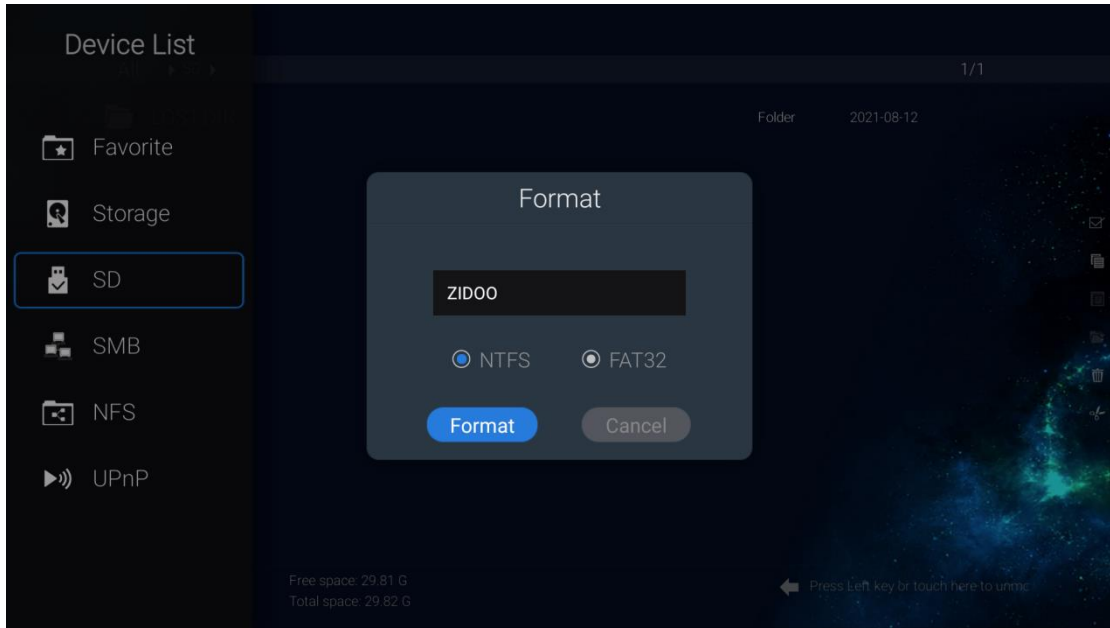 Device List
1/1
Folder 2021-08-12
Favorite
Storage
SD
SMB
NFS
UPnP
Format
ZIDOO
NTFS FAT32
Format Cancel
Free space: 29.81 G
Total space: 29.82 G
Press Left key or touch here to unmo